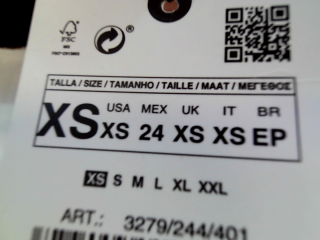 FSC
TALLA / SIZE / TAMANHO / TAILLE / MAAT / ΜΕΓΕΘΟΣ
USA MEX UK IT BR
XS XS 24 XS XS EP
XS S M L XL XXL
ART.: 3279/244/401